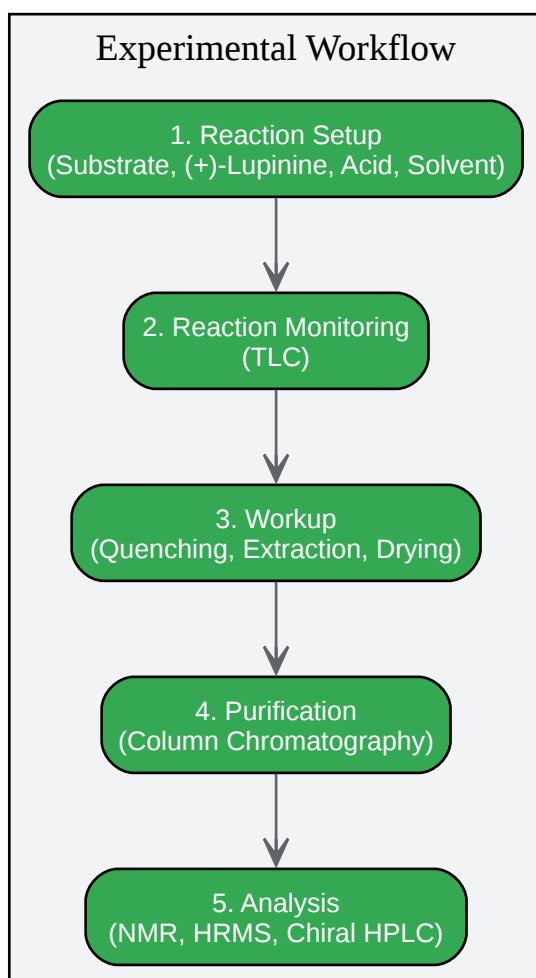 Experimental Workflow
1. Reaction Setup
(Substrate, (+)-Lupinine, Acid, Solvent)
2. Reaction Monitoring
(TLC)
3. Workup
(Quenching, Extraction, Drying)
4. Purification
(Column Chromatography)
5. Analysis
(NMR, HRMS, Chiral HPLC)